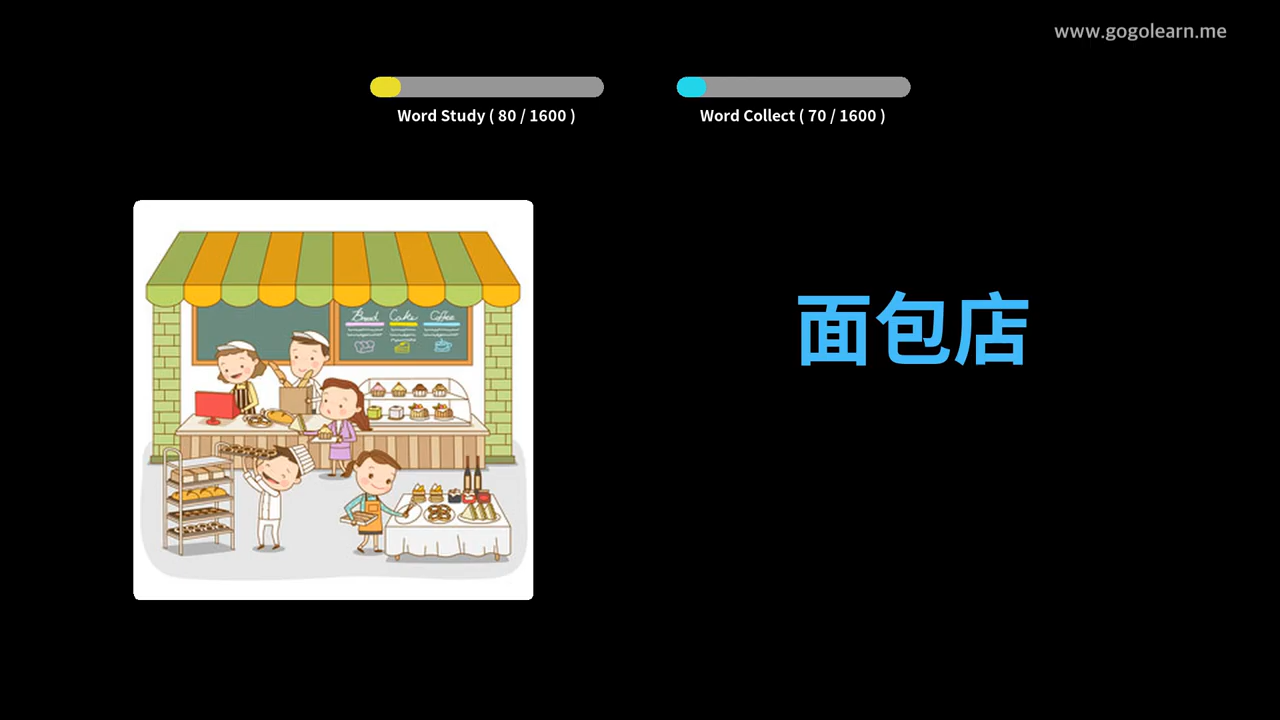 www.gogolearn.me
Word Study ( 80 / 1600 )
Word Collect ( 70 / 1600 )
面包店
Bread Cake Coffee